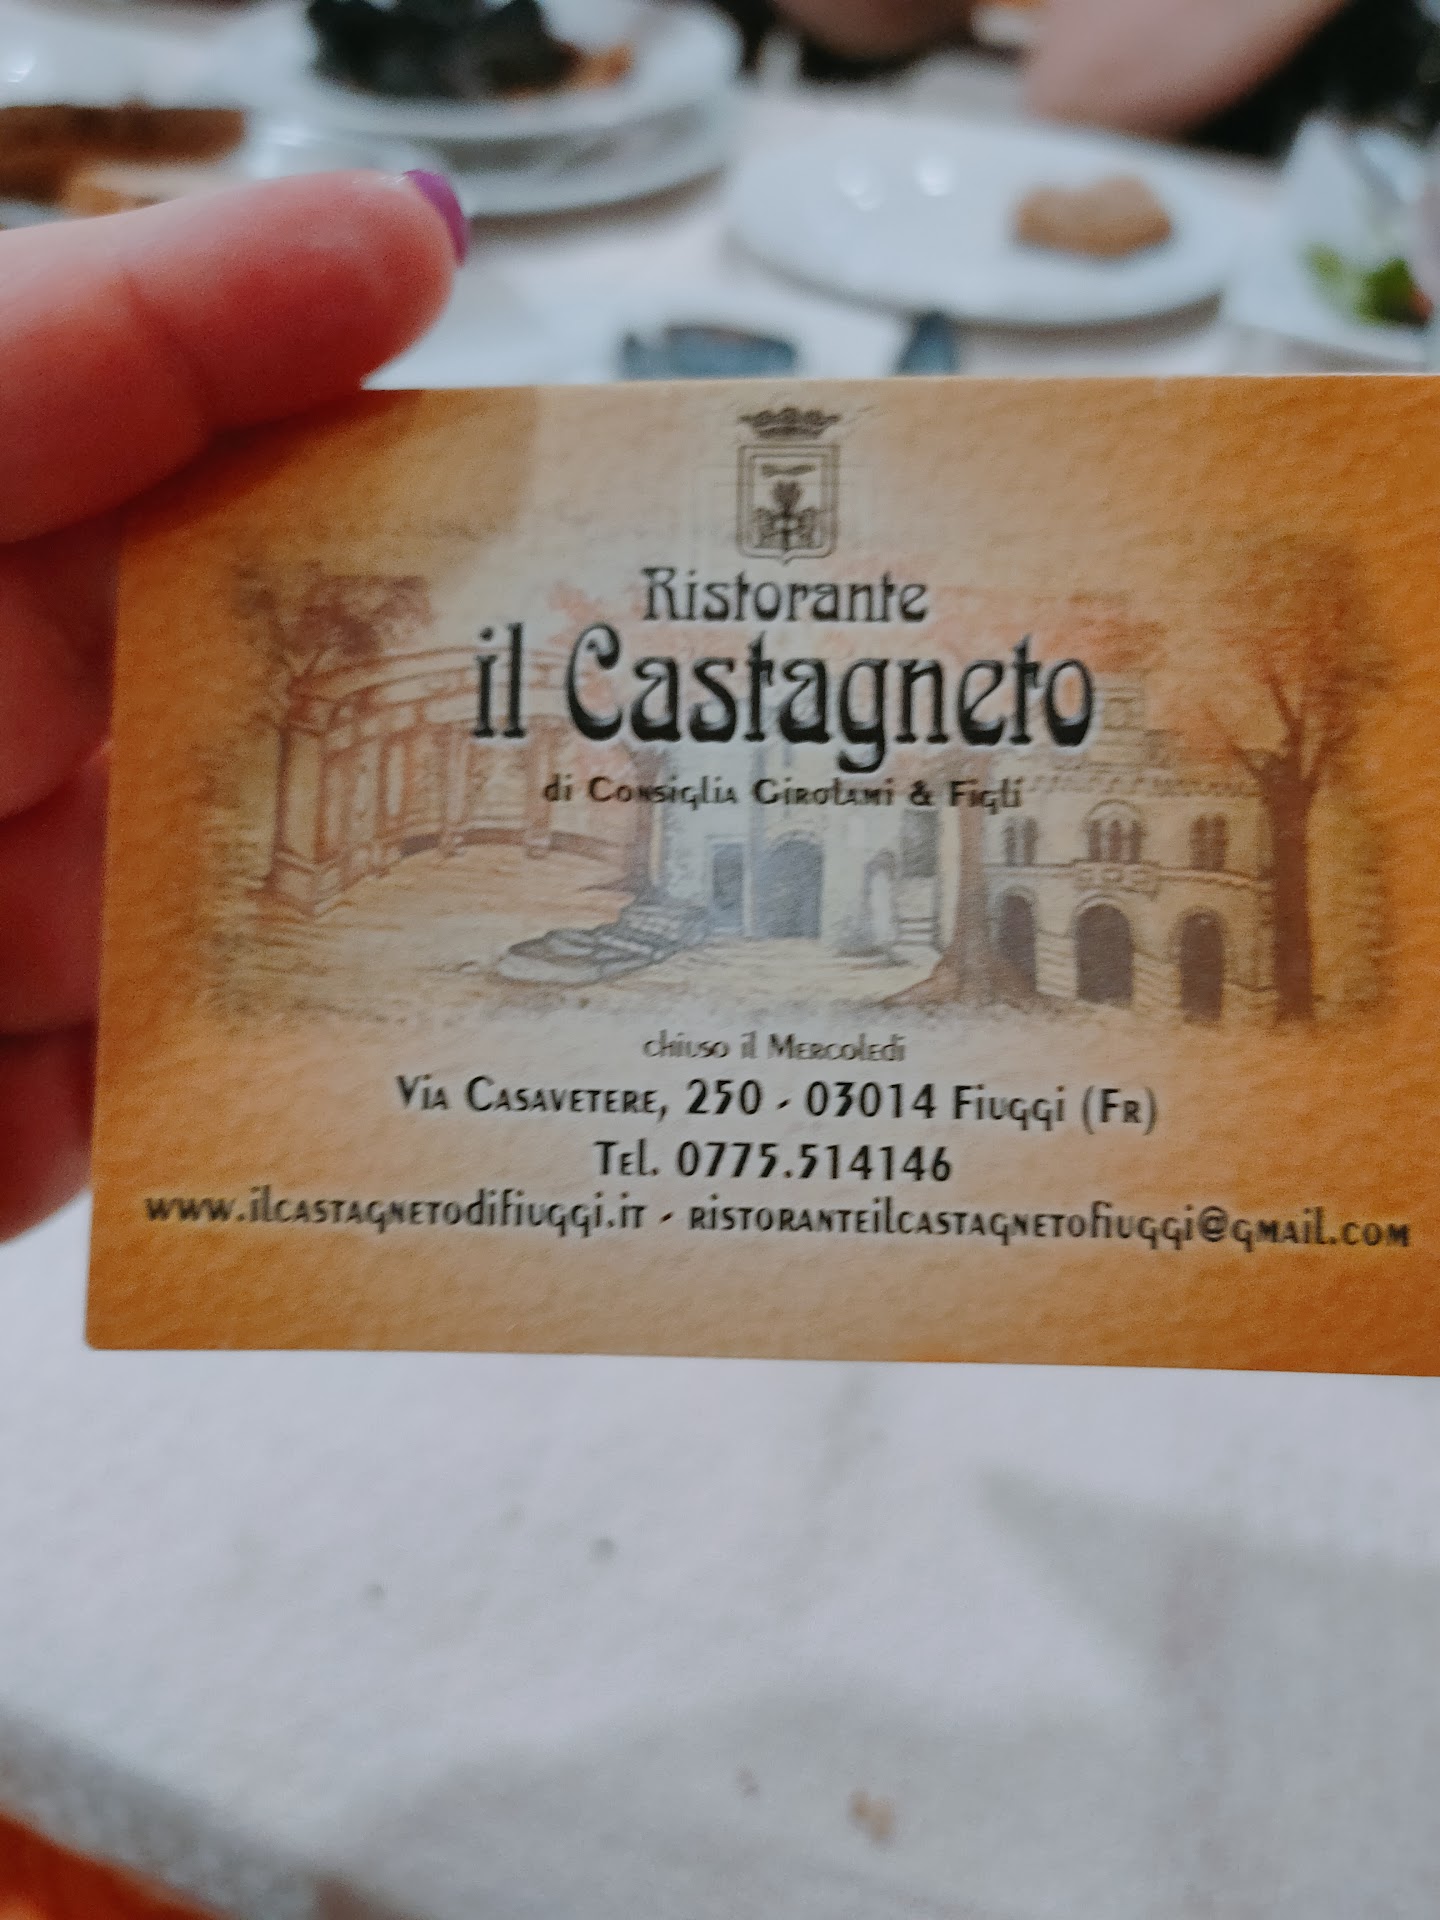 Ristorante
il Castagneto
di Consiglia Girolami & Figli
chiuso il Mercoledì
Via Casavetere, 250 - 03014 Fiuggi (Fr)
Tel. 0775.514146
www.ilcastagnetodifiuggi.it - ristoranteilcastagnetofiuggi@gmail.com